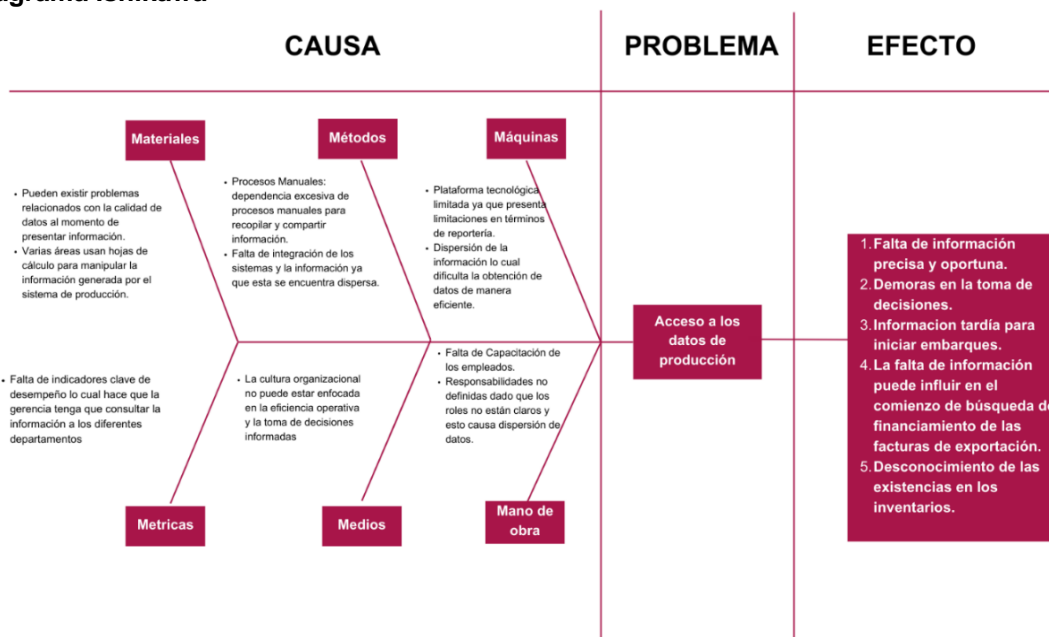 CAUSA
PROBLEMA
EFECTO
Materiales
Métodos
Máquinas
• Pueden existir problemas
relacionados con la calidad de
datos al momento de
presentar información.
• Varias áreas usan hojas de
cálculo para manipular la
información generada por el
sistema de producción.
• Procesos Manuales:
dependencia excesiva de
procesos manuales para
recopilar y compartir
información.
• Falta de integración de los
sistemas y la información ya
que esta se encuentra dispersa.
• Plataforma tecnológica
limitada ya que presenta
limitaciones en términos
de reportería.
• Dispersión de la
información lo cual
dificulta la obtención de
datos de manera
eficiente.
• Falta de indicadores clave de
desempeño lo cual hace que la
gerencia tenga que consultar la
información a los diferentes
departamentos
• La cultura organizacional
no puede estar enfocada
en la eficiencia operativa
y la toma de decisiones
informadas
• Falta de Capacitación de
los empleados.
• Responsabilidades no
definidas dado que los
roles no están claros y
esto causa dispersión de
datos.
Metricas
Medios
Mano de
obra
Acceso a los
datos de
producción
1. Falta de información
precisa y oportuna.
2. Demoras en la toma de
decisiones.
3. Informacion tardía para
iniciar embarques.
4. La falta de información
puede influir en el
comienzo de búsqueda de
financiamiento de las
facturas de exportación.
5. Desconocimiento de las
existencias en los
inventarios.